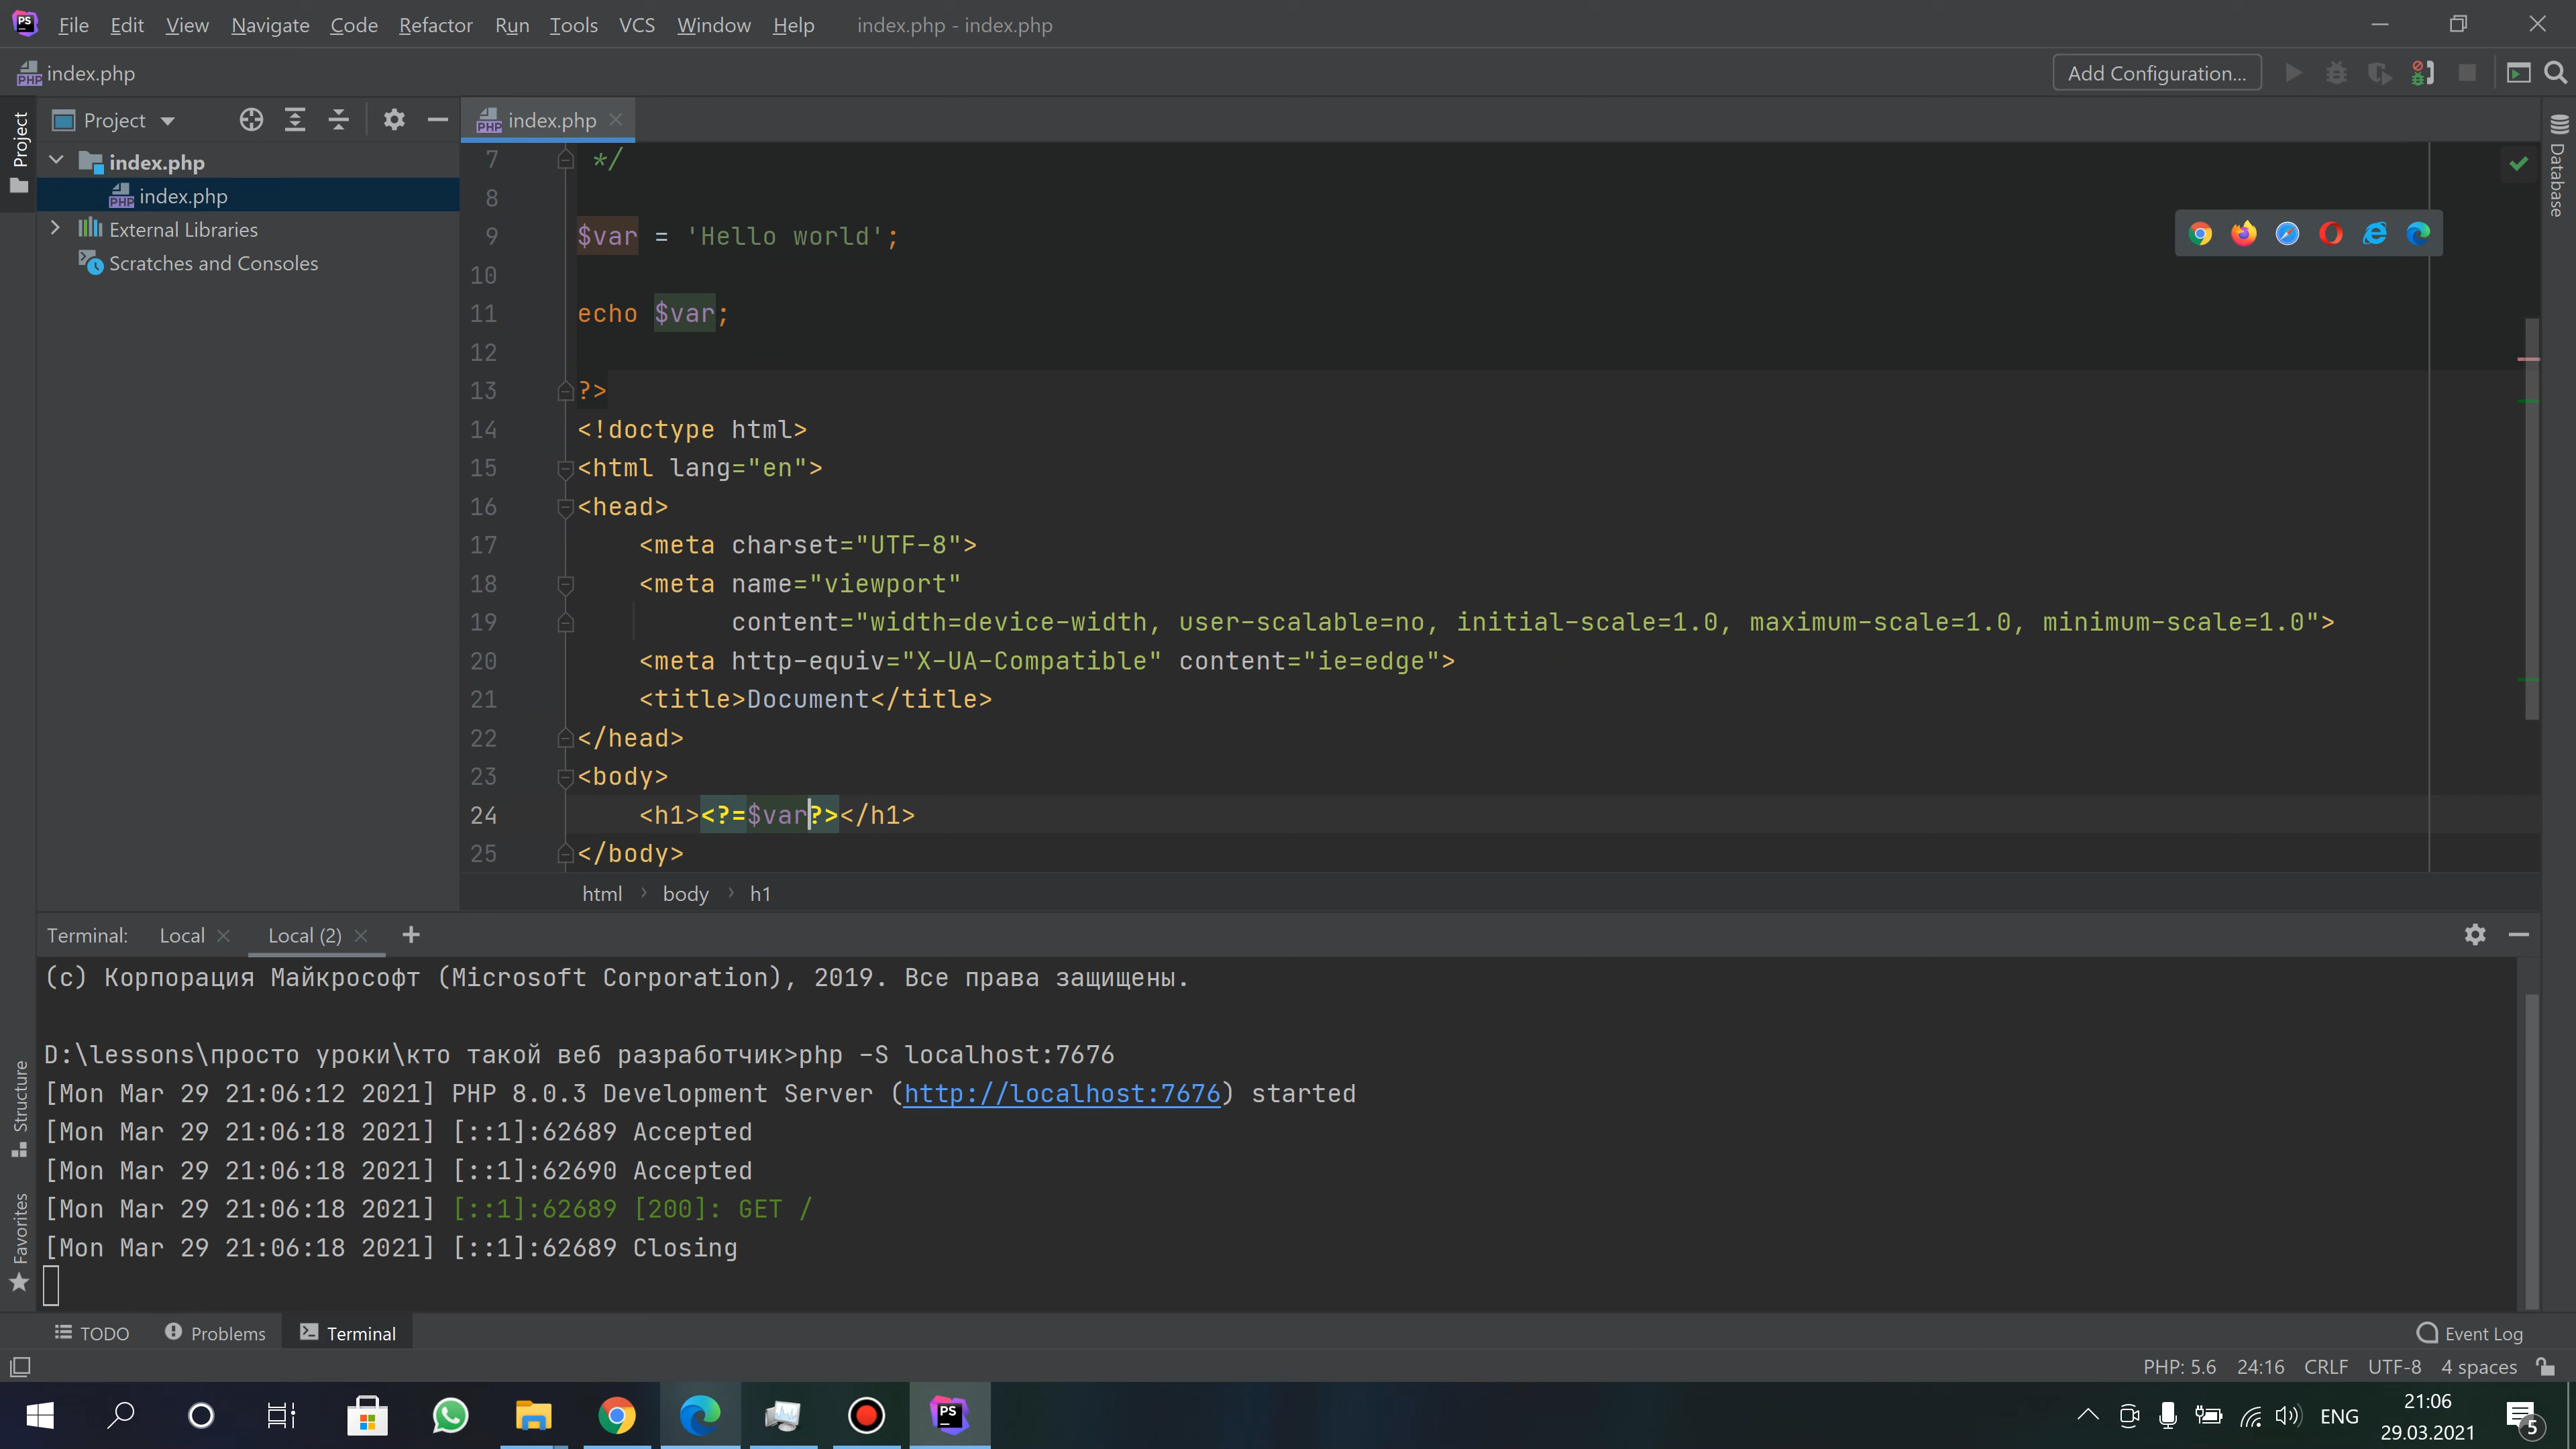 PS File Edit View Navigate Code Refactor Run Tools VCS Window Help index.php - index.php
index.php Add Configuration...
Project
Project
index.php
index.php
External Libraries
Scratches and Consoles
index.php
Database
7 */
8
9 $var = 'Hello world';
10
11 echo $var;
12
13 ?>
14 <!doctype html>
15 <html lang="en">
16 <head>
17 <meta charset="UTF-8">
18 <meta name="viewport"
19 content="width=device-width, user-scalable=no, initial-scale=1.0, maximum-scale=1.0, minimum-scale=1.0">
20 <meta http-equiv="X-UA-Compatible" content="ie=edge">
21 <title>Document</title>
22 </head>
23 <body>
24 <h1><?=$var?></h1>
25 </body>
html › body › h1
Terminal: Local Local (2)
(c) Корпорация Майкрософт (Microsoft Corporation), 2019. Все права защищены.
D:\lessons\просто уроки\кто такой веб разработчик>php -S localhost:7676
[Mon Mar 29 21:06:12 2021] PHP 8.0.3 Development Server (http://localhost:7676) started
[Mon Mar 29 21:06:18 2021] [::1]:62689 Accepted
[Mon Mar 29 21:06:18 2021] [::1]:62690 Accepted
[Mon Mar 29 21:06:18 2021] [::1]:62689 [200]: GET /
[Mon Mar 29 21:06:18 2021] [::1]:62689 Closing
Structure
Favorites
TODO Problems Terminal Event Log
PHP: 5.6 24:16 CRLF UTF-8 4 spaces
PS ENG 21:06
29.03.2021 5